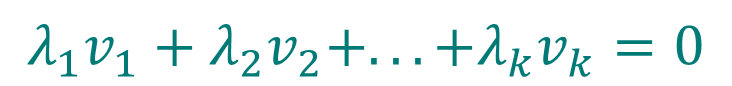 λ₁v₁ + λ₂v₂+...+λₖvₖ = 0